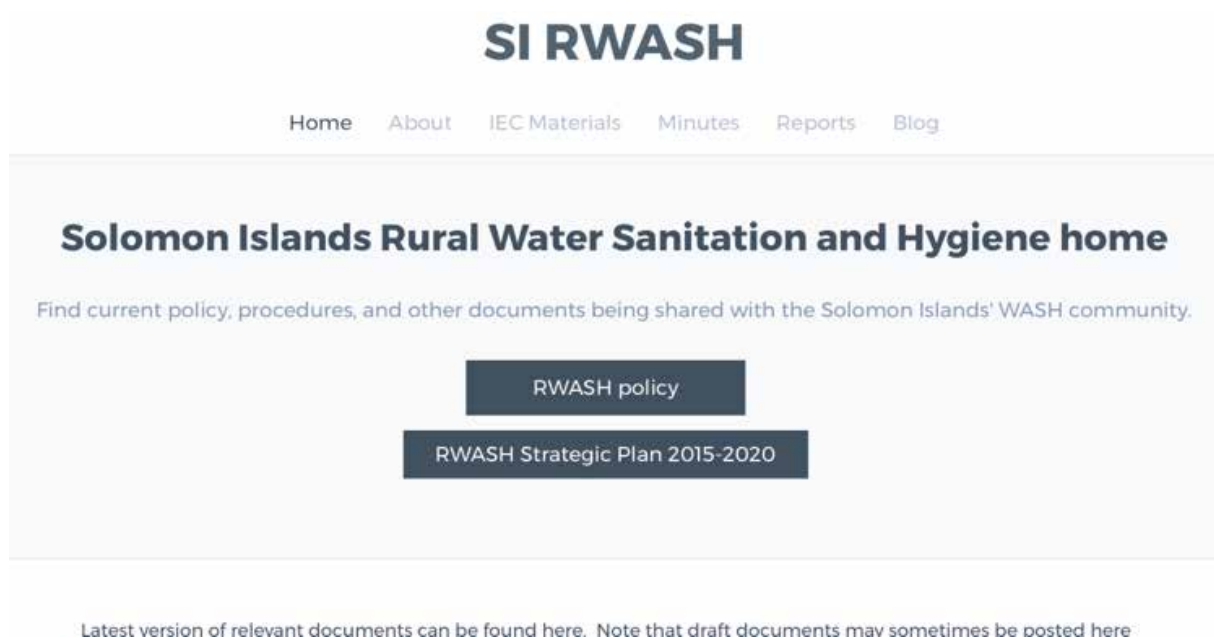 SI RWASH
Home About IEC Materials Minutes Reports Blog
Solomon Islands Rural Water Sanitation and Hygiene home
Find current policy, procedures, and other documents being shared with the Solomon Islands' WASH community.
RWASH policy
RWASH Strategic Plan 2015-2020
Latest version of relevant documents can be found here. Note that draft documents may sometimes be posted here